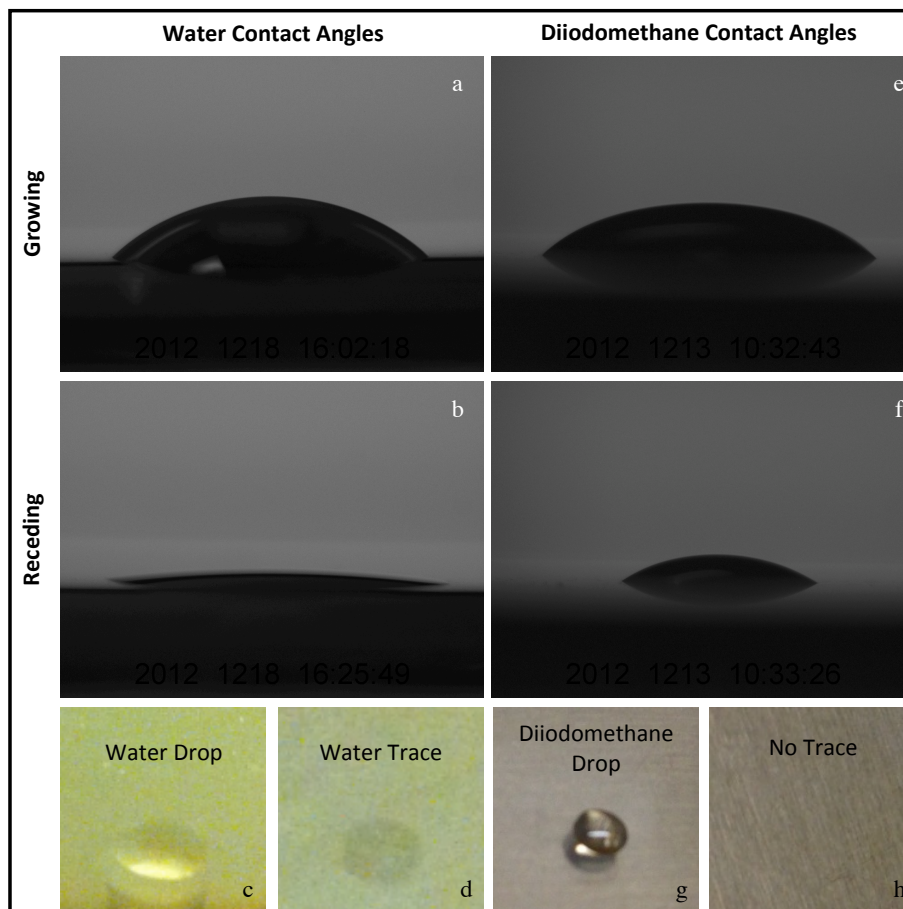 Water Contact Angles
Diiodomethane Contact Angles
Growing
a
2012 1218 16:02:18
e
2012 1213 10:32:43
Receding
b
2012 1218 16:25:49
f
2012 1213 10:33:26
Water Drop
c
Water Trace
d
Diiodomethane
Drop
g
No Trace
h